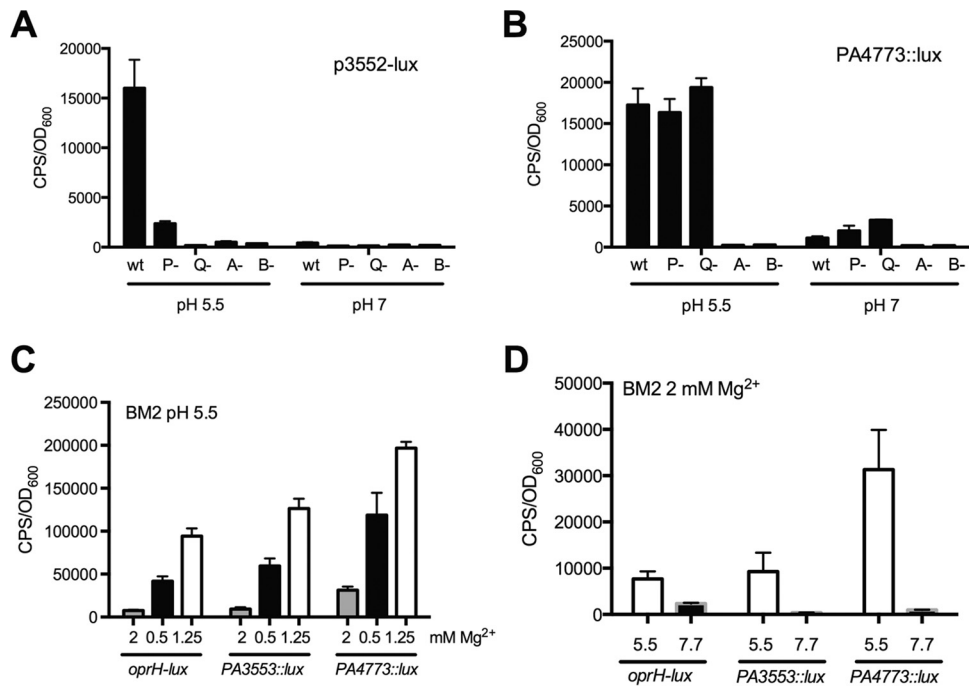 A
p3552-lux
CPS/OD600
20000
15000
10000
5000
0
wt P- Q- A- B- wt P- Q- A- B-
pH 5.5 pH 7
B
PA4773::lux
CPS/OD600
25000
20000
15000
10000
5000
0
wt P- Q- A- B- wt P- Q- A- B-
pH 5.5 pH 7
C
BM2 pH 5.5
CPS/OD600
250000
200000
150000
100000
50000
0
2 0.5 1.25 2 0.5 1.25 2 0.5 1.25 mM Mg2+
oprH-lux PA3553::lux PA4773::lux
D
BM2 2 mM Mg2+
CPS/OD600
50000
40000
30000
20000
10000
0
5.5 7.7 5.5 7.7 5.5 7.7
oprH-lux PA3553::lux PA4773::lux